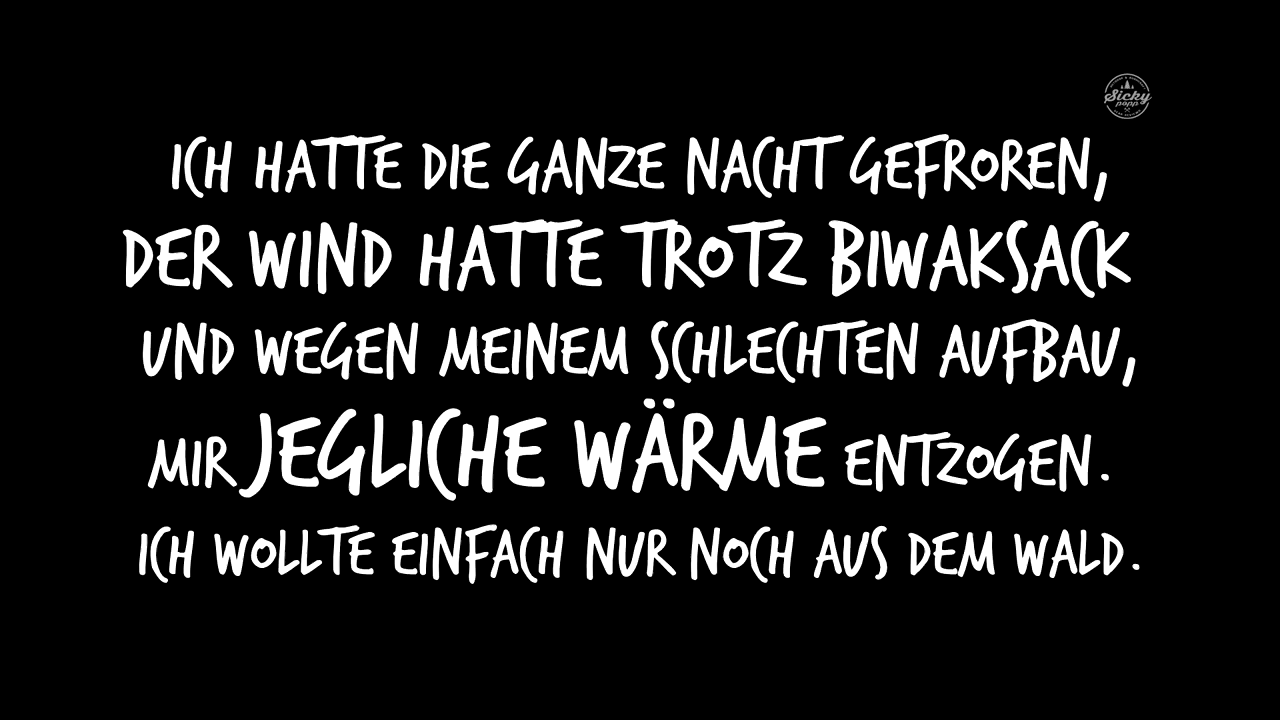 Sicky
popp
ICH HATTE DIE GANZE NACHT GEFROREN,
DER WIND HATTE TROTZ BIWAKSACK
UND WEGEN MEINEM SCHLECHTEN AUFBAU,
MIR JEGLICHE WÄRME ENTZOGEN.
ICH WOLLTE EINFACH NUR NOCH AUS DEM WALD.